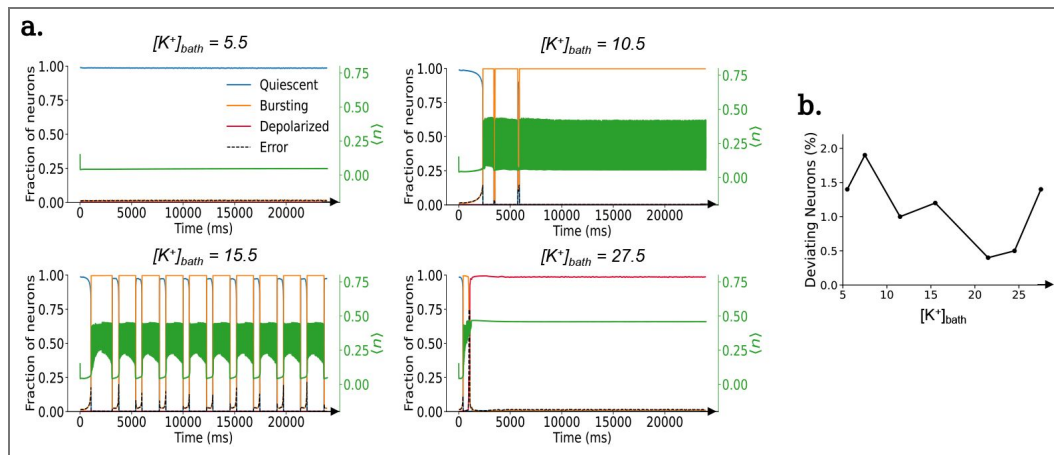 a.
[K⁺]bath = 5.5
Fraction of neurons
1.00
0.75
0.50
0.25
0.00
Quiescent
Bursting
Depolarized
Error
0.75
0.50
0.25
0.00
⟨n⟩
0 5000 10000 15000 20000
Time (ms)
[K⁺]bath = 10.5
Fraction of neurons
1.00
0.75
0.50
0.25
0.00
0.75
0.50
0.25
0.00
⟨n⟩
0 5000 10000 15000 20000
Time (ms)
[K⁺]bath = 15.5
Fraction of neurons
1.00
0.75
0.50
0.25
0.00
0.75
0.50
0.25
0.00
⟨n⟩
0 5000 10000 15000 20000
Time (ms)
[K⁺]bath = 27.5
Fraction of neurons
1.00
0.75
0.50
0.25
0.00
0.75
0.50
0.25
0.00
⟨n⟩
0 5000 10000 15000 20000
Time (ms)
b.
Deviating Neurons (%)
2.0
1.5
1.0
0.5
0.0
5 10 15 20 25
[K⁺]bath